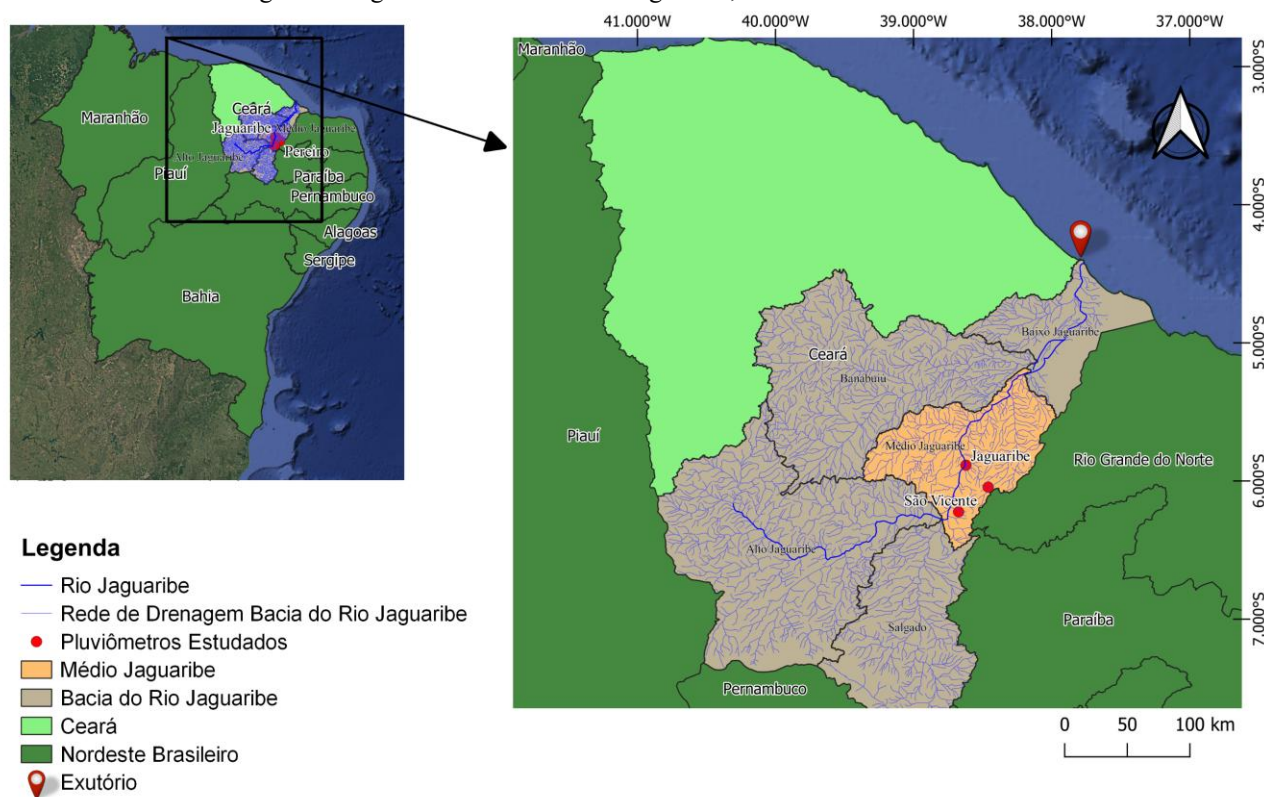 41.000°W 40.000°W 39.000°W 38.000°W 37.000°W
Maranhão
Ceará
Jaguaribe
Médio Jaguaribe
Alto Jaguaribe
Pereiro
Piauí
Paraíba
Pernambuco
Alagoas
Sergipe
Bahia
Maranhão
3.000°S
4.000°S
5.000°S
6.000°S
7.000°S
Baixo Jaguaribe
Ceará
Banabuiu
Piauí
Médio Jaguaribe
Jaguaribe
Rio Grande do Norte
São Vicente
Alto Jaguaribe
Salgado
Paraíba
Pernambuco
0 50 100 km
Legenda
Rio Jaguaribe
Rede de Drenagem Bacia do Rio Jaguaribe
Pluviômetros Estudados
Médio Jaguaribe
Bacia do Rio Jaguaribe
Ceará
Nordeste Brasileiro
Exutório